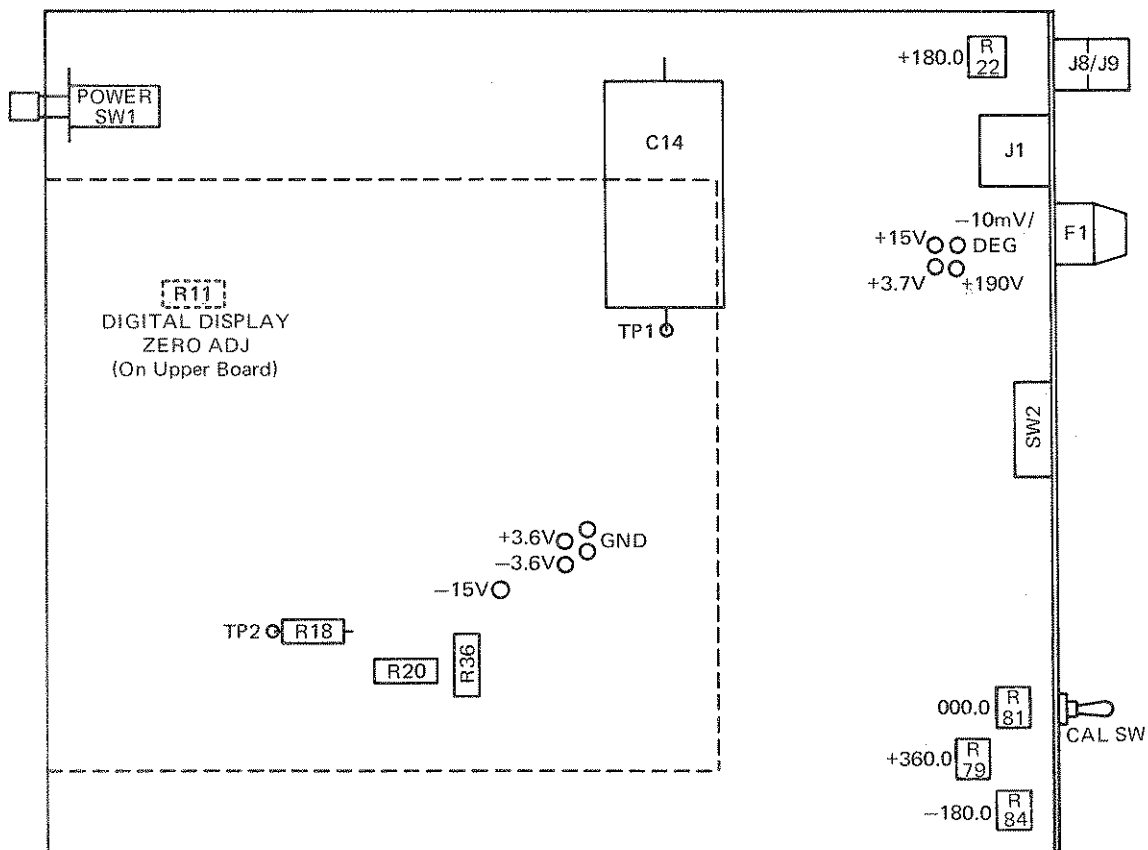 +180.0
R
22
J8/J9
POWER
SW1
C14
J1
−10mV/
DEG
+15V
F1
+3.7V
+190V
R11
DIGITAL DISPLAY
ZERO ADJ
(On Upper Board)
TP1
SW2
+3.6V
GND
−3.6V
−15V
TP2
R18
R20
R36
000.0
R
81
CAL SW
+360.0
R
79
−180.0
R
84